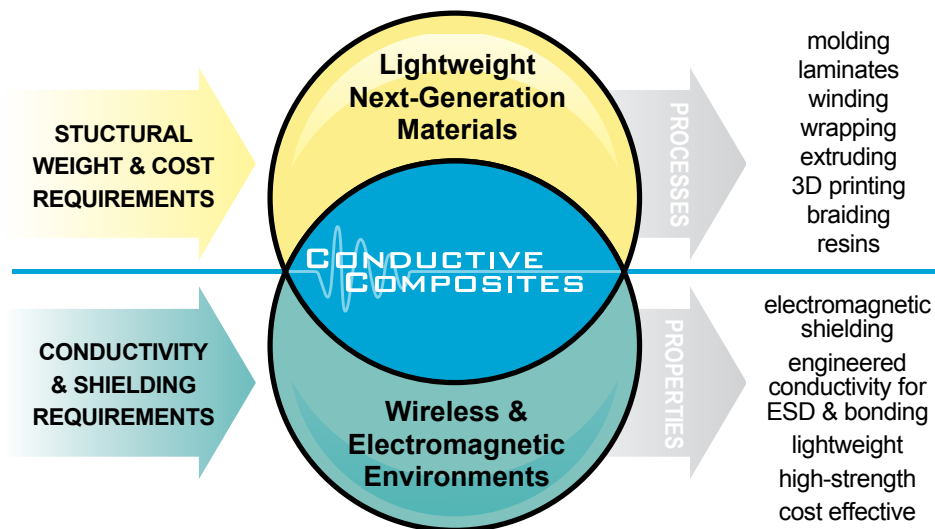 STUCTURAL
WEIGHT & COST
REQUIREMENTS
Lightweight
Next-Generation
Materials
PROCESSES
molding
laminates
winding
wrapping
extruding
3D printing
braiding
resins
CONDUCTIVE
COMPOSITES
CONDUCTIVITY
& SHIELDING
REQUIREMENTS
Wireless &
Electromagnetic
Environments
PROPERTIES
electromagnetic
shielding
engineered
conductivity for
ESD & bonding
lightweight
high-strength
cost effective